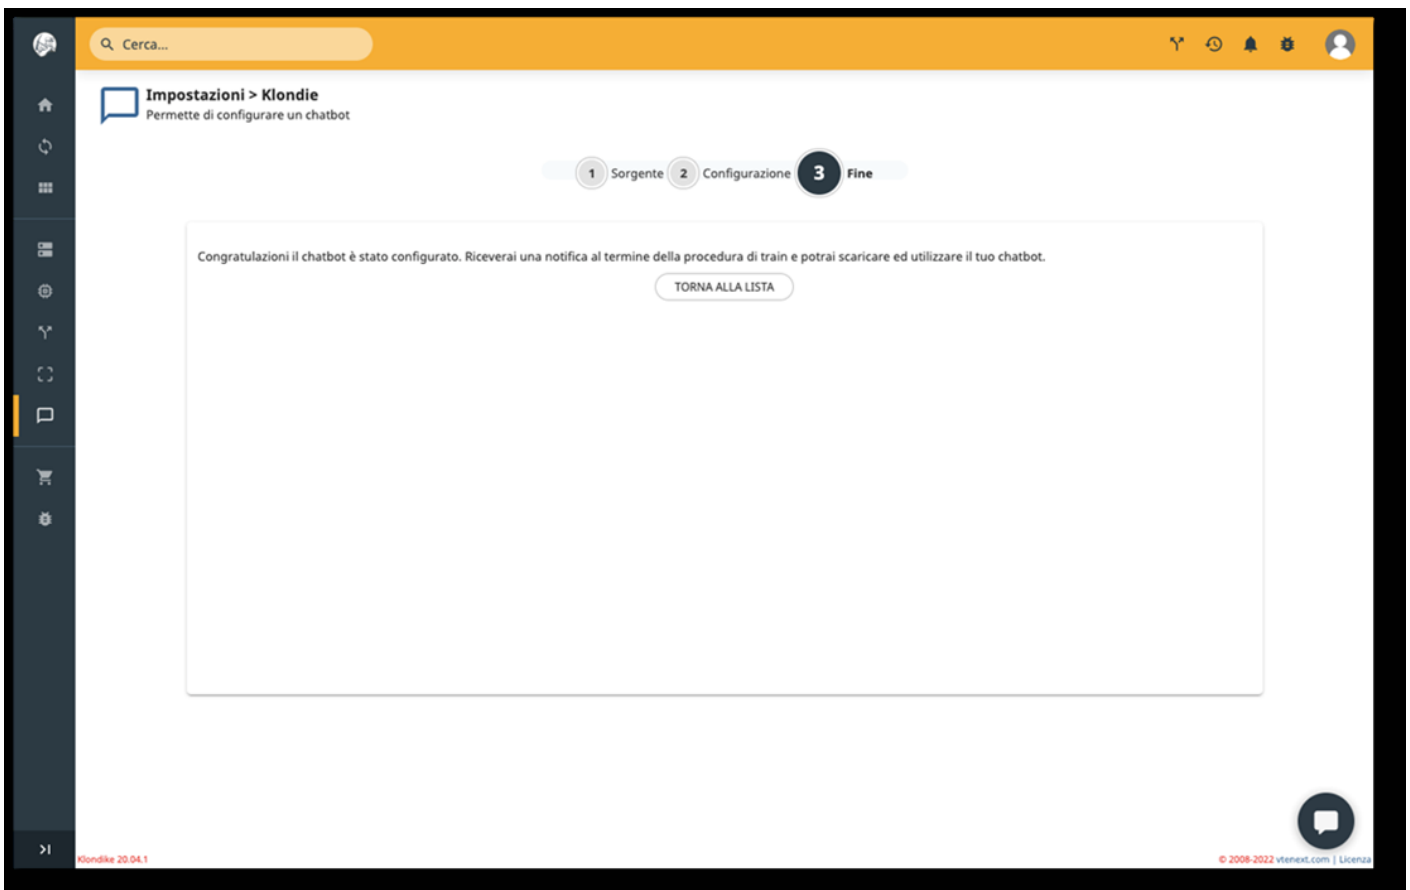 Cerca...
Impostazioni > Klondie
Permette di configurare un chatbot
1 Sorgente 2 Configurazione 3 Fine
Congratulazioni il chatbot è stato configurato. Riceverai una notifica al termine della procedura di train e potrai scaricare ed utilizzare il tuo chatbot.
TORNA ALLA LISTA
Klondike 20.04.1
© 2008-2022 vtenext.com | Licenza